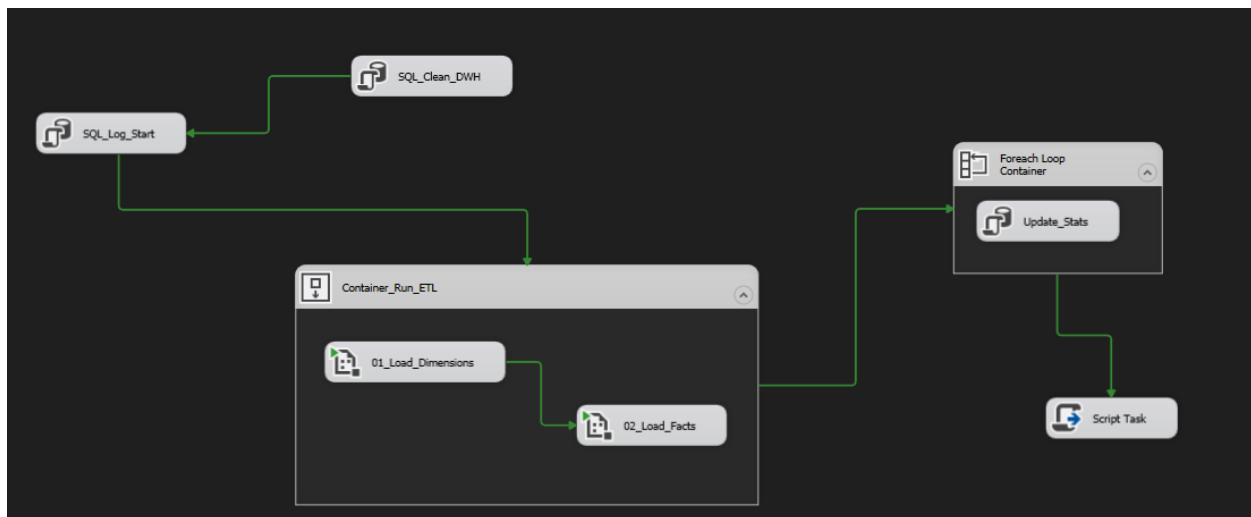 SQL_Clean_DWH
SQL_Log_Start
Foreach Loop
Container
Update_Stats
Container_Run_ETL
01_Load_Dimensions
02_Load_Facts
Script Task